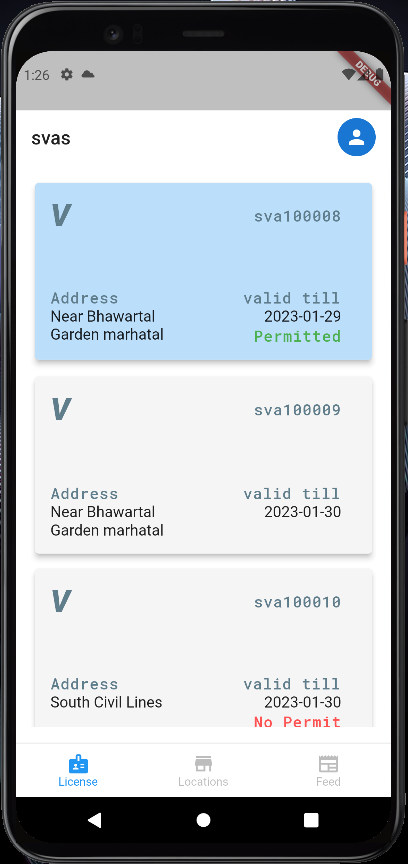 1:26
DEBUG
svas
V sva100008
Address valid till
Near Bhawartal 2023-01-29
Garden marhatal Permitted
V sva100009
Address valid till
Near Bhawartal 2023-01-30
Garden marhatal
V sva100010
Address valid till
South Civil Lines 2023-01-30
No Permit
License Locations Feed